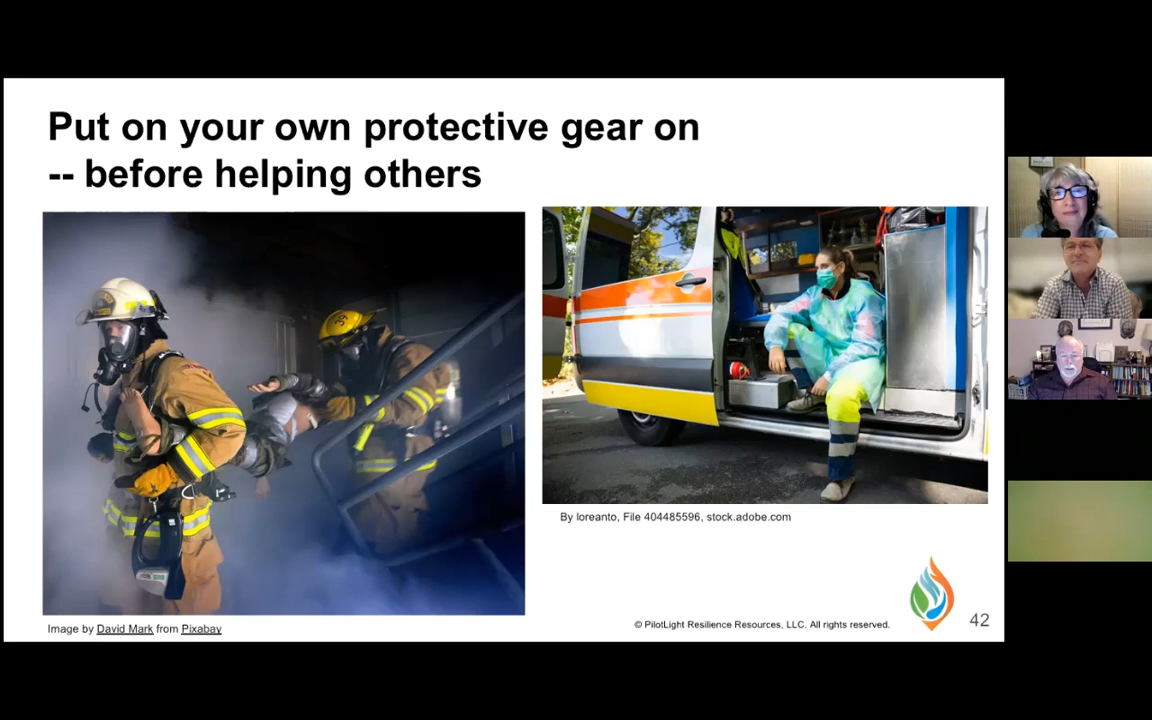 Put on your own protective gear on
-- before helping others
39
By loreanto, File 404485596, stock.adobe.com
Image by David Mark from Pixabay
© PilotLight Resilience Resources, LLC. All rights reserved.
42